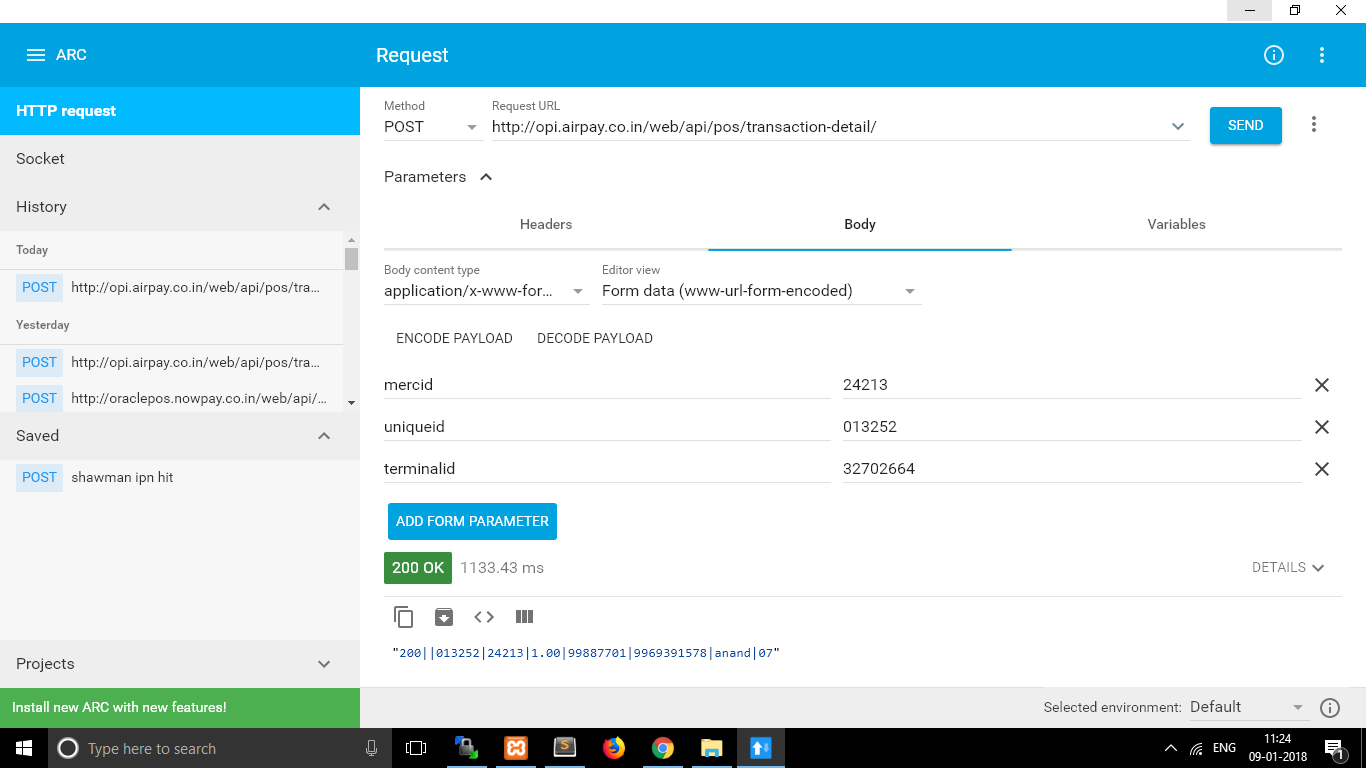 ARC
Request
HTTP request
Socket
History
Today
POST http://opi.airpay.co.in/web/api/pos/tra...
Yesterday
POST http://opi.airpay.co.in/web/api/pos/tra...
POST http://oraclepos.nowpay.co.in/web/api/...
Saved
POST shawman ipn hit
Projects
Install new ARC with new features!
Method Request URL
POST http://opi.airpay.co.in/web/api/pos/transaction-detail/ SEND
Parameters
Headers Body Variables
Body content type Editor view
application/x-www-for... Form data (www-url-form-encoded)
ENCODE PAYLOAD DECODE PAYLOAD
mercid 24213
uniqueid 013252
terminalid 32702664
ADD FORM PARAMETER
200 OK 1133.43 ms DETAILS
"200||013252|24213|1.00|99887701|9969391578|anand|07"
Selected environment: Default
Type here to search
ENG 11:24
09-01-2018
1